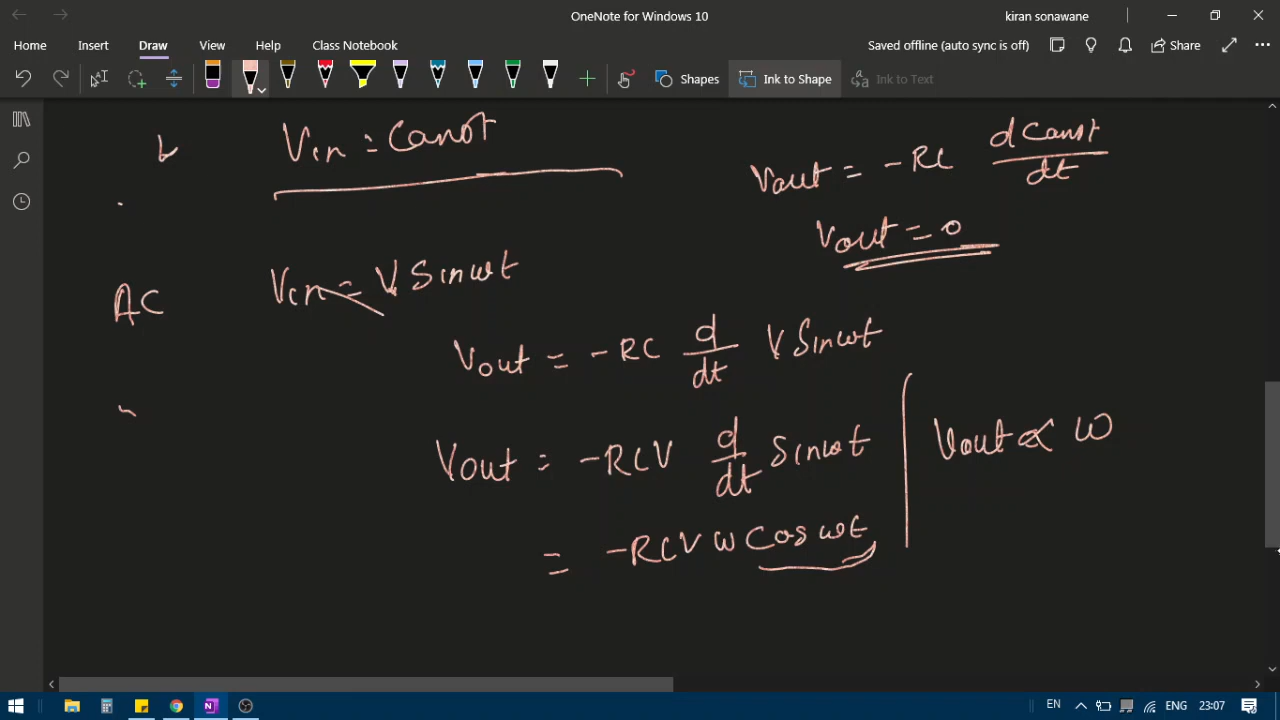 OneNote for Windows 10
kiran sonawane
Home Insert Draw View Help Class Notebook
Saved offline (auto sync is off)
Share
Shapes
Ink to Shape
Ink to Text
Vin = Const
Vout = -RC d Const / dt
Vout = 0
AC
Vin = V Sinωt
Vout = -RC d/dt V Sinωt
Vout = -RCV d/dt Sinωt
Vout ∝ ω
= -RCV ω Cos ωt
EN
ENG
23:07